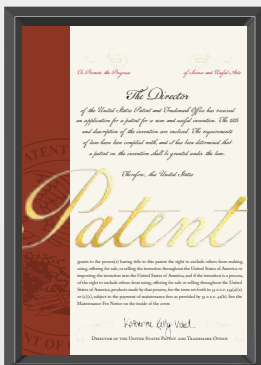 To Promote the Progress of Science and Useful Arts
The Director
of the United States Patent and Trademark Office has received
an application for a patent for a new and useful invention. The title
and description of the invention are enclosed. The requirements
of law have been complied with, and it has been determined that
a patent on the invention shall be granted under the law.
Therefore, this United States
Patent
grants to the person(s) having title to this patent the right to exclude others from making,
using, offering for sale, or selling the invention throughout the United States of America or
importing the invention into the United States of America, and if the invention is a process,
of the right to exclude others from using, offering for sale or selling throughout the United
States of America, products made by that process, for the term set forth in 35 U.S.C. 154(a)(2)
or (c)(1), subject to the payment of maintenance fees as provided by 35 U.S.C. 41(b). See the
Maintenance Fee Notice on the inside of the cover.
Director of the United States Patent and Trademark Office